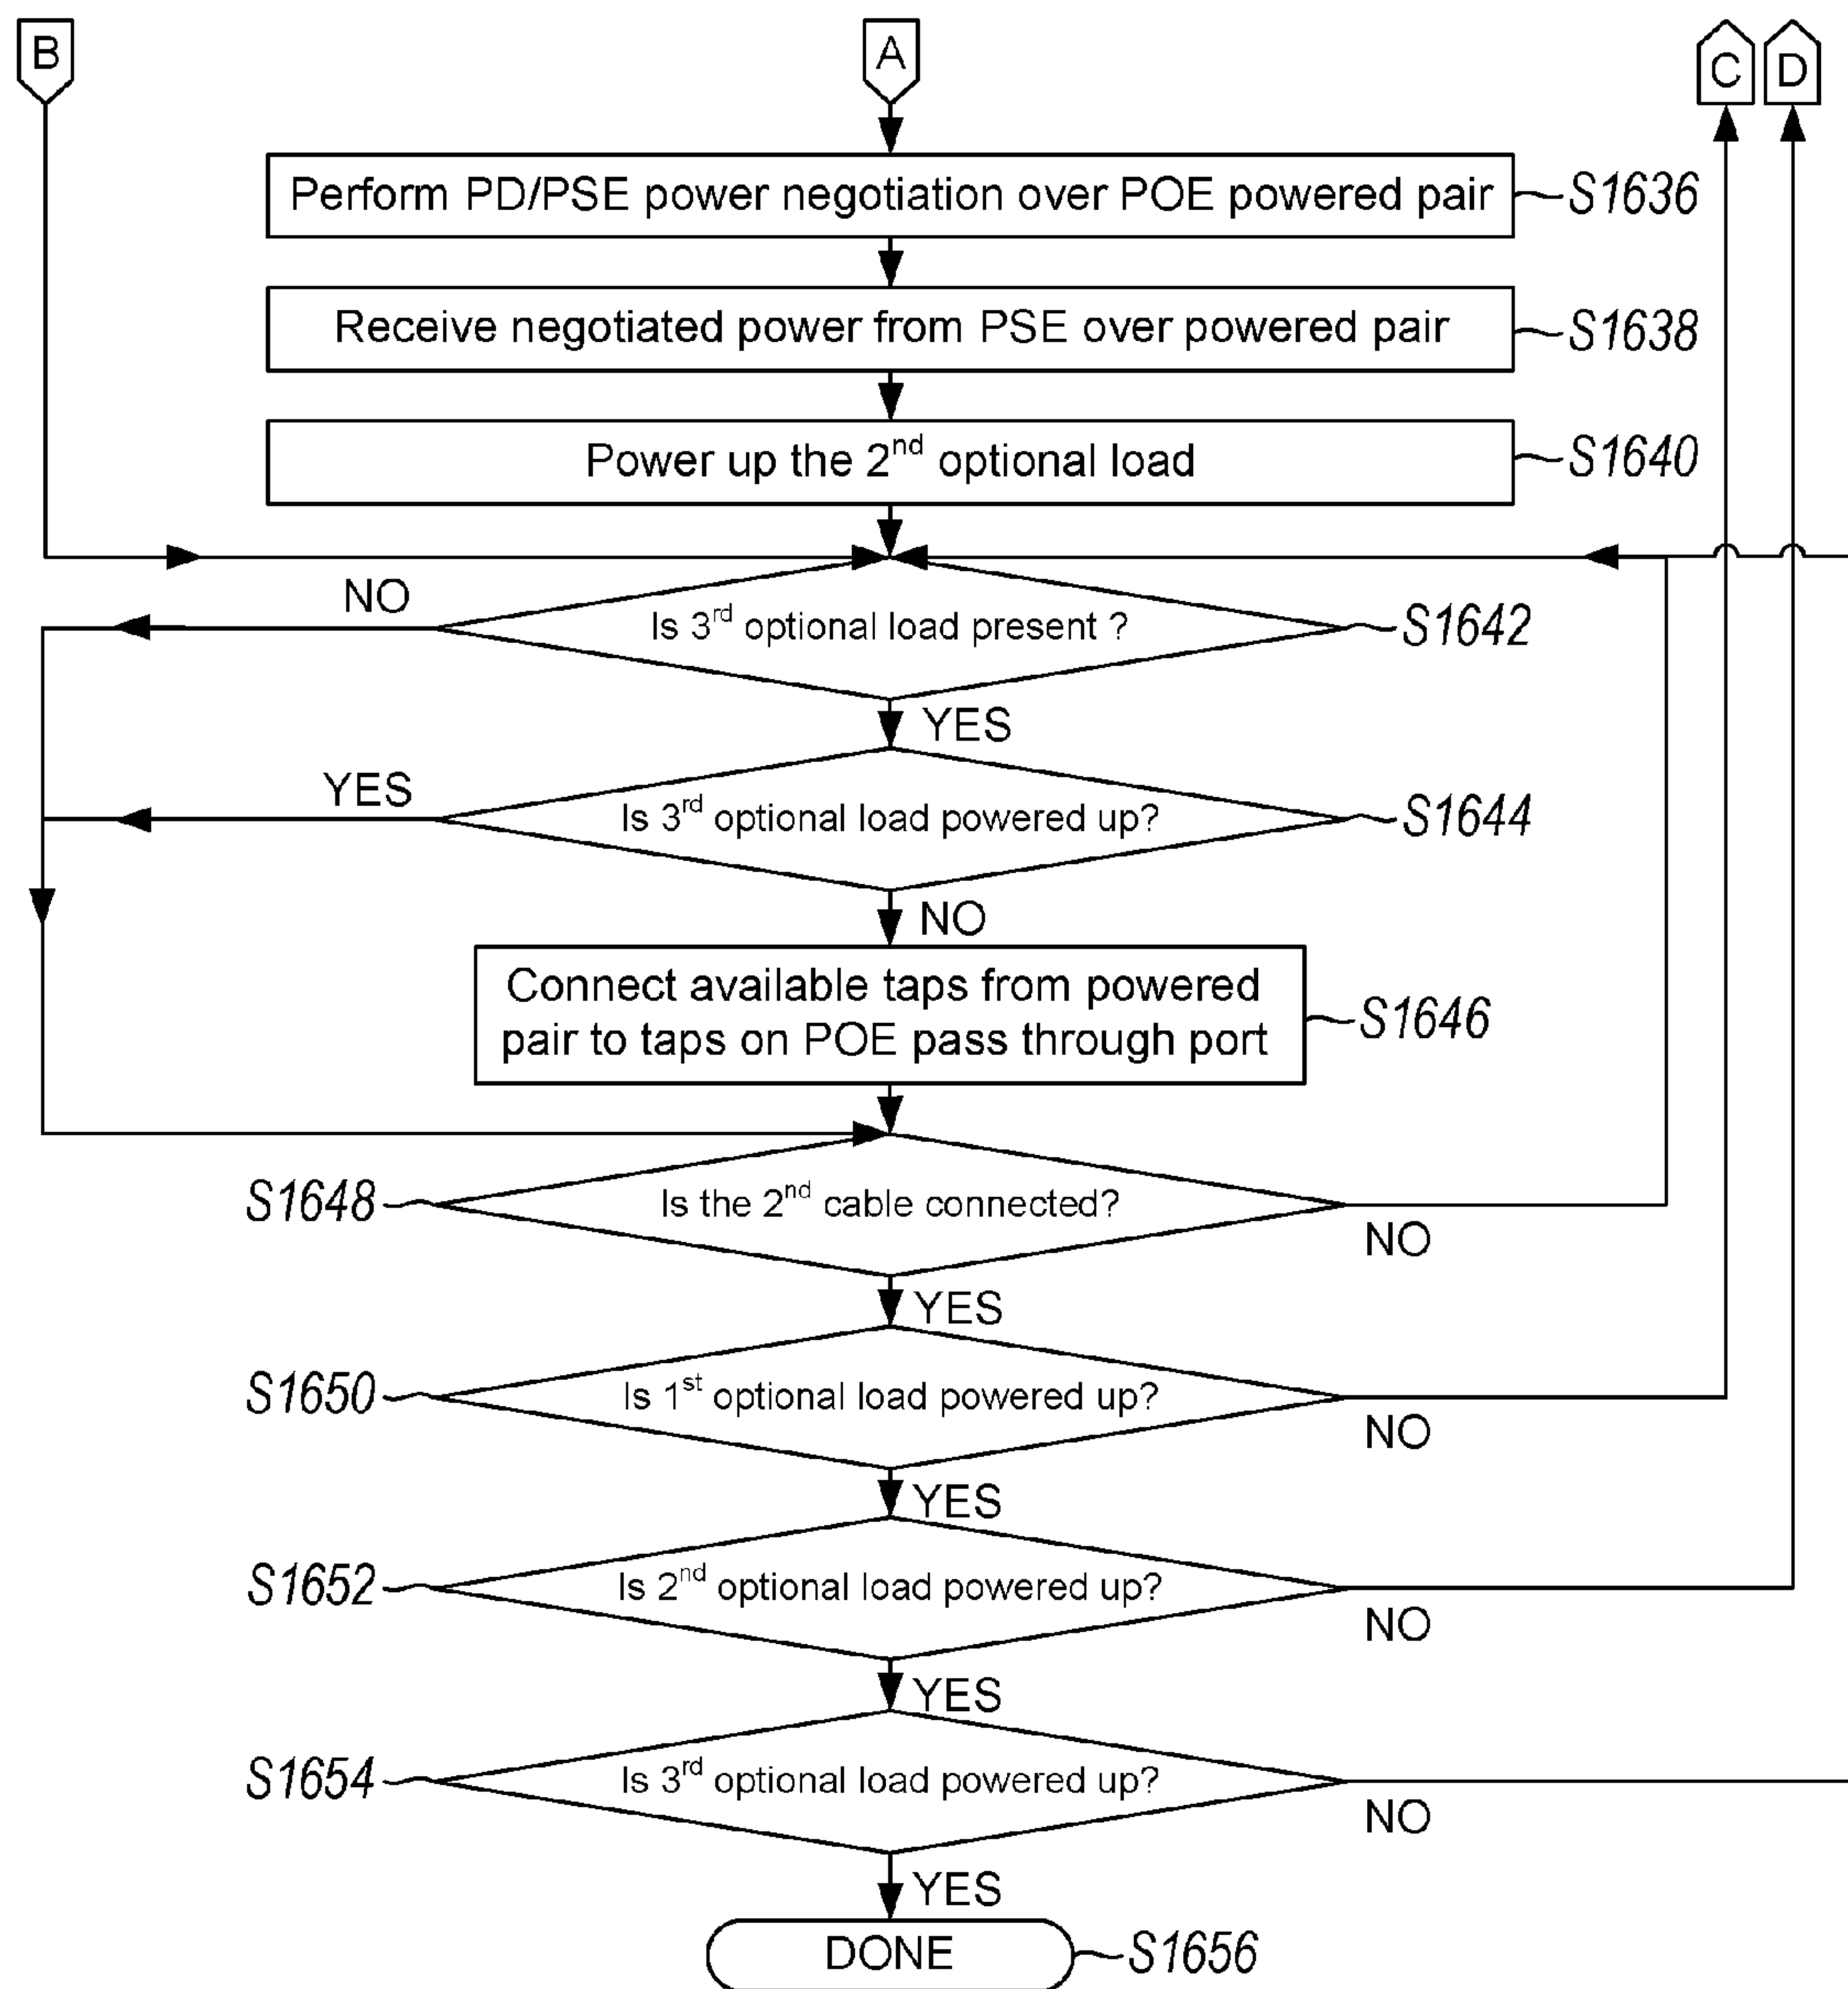 B
A
C
D
Perform PD/PSE power negotiation over POE powered pair
S1636
Receive negotiated power from PSE over powered pair
S1638
Power up the 2nd optional load
S1640
NO
Is 3rd optional load present ?
S1642
YES
YES
Is 3rd optional load powered up?
S1644
NO
Connect available taps from powered
pair to taps on POE pass through port
S1646
S1648
Is the 2nd cable connected?
NO
YES
S1650
Is 1st optional load powered up?
NO
YES
S1652
Is 2nd optional load powered up?
NO
YES
S1654
Is 3rd optional load powered up?
NO
YES
DONE
S1656